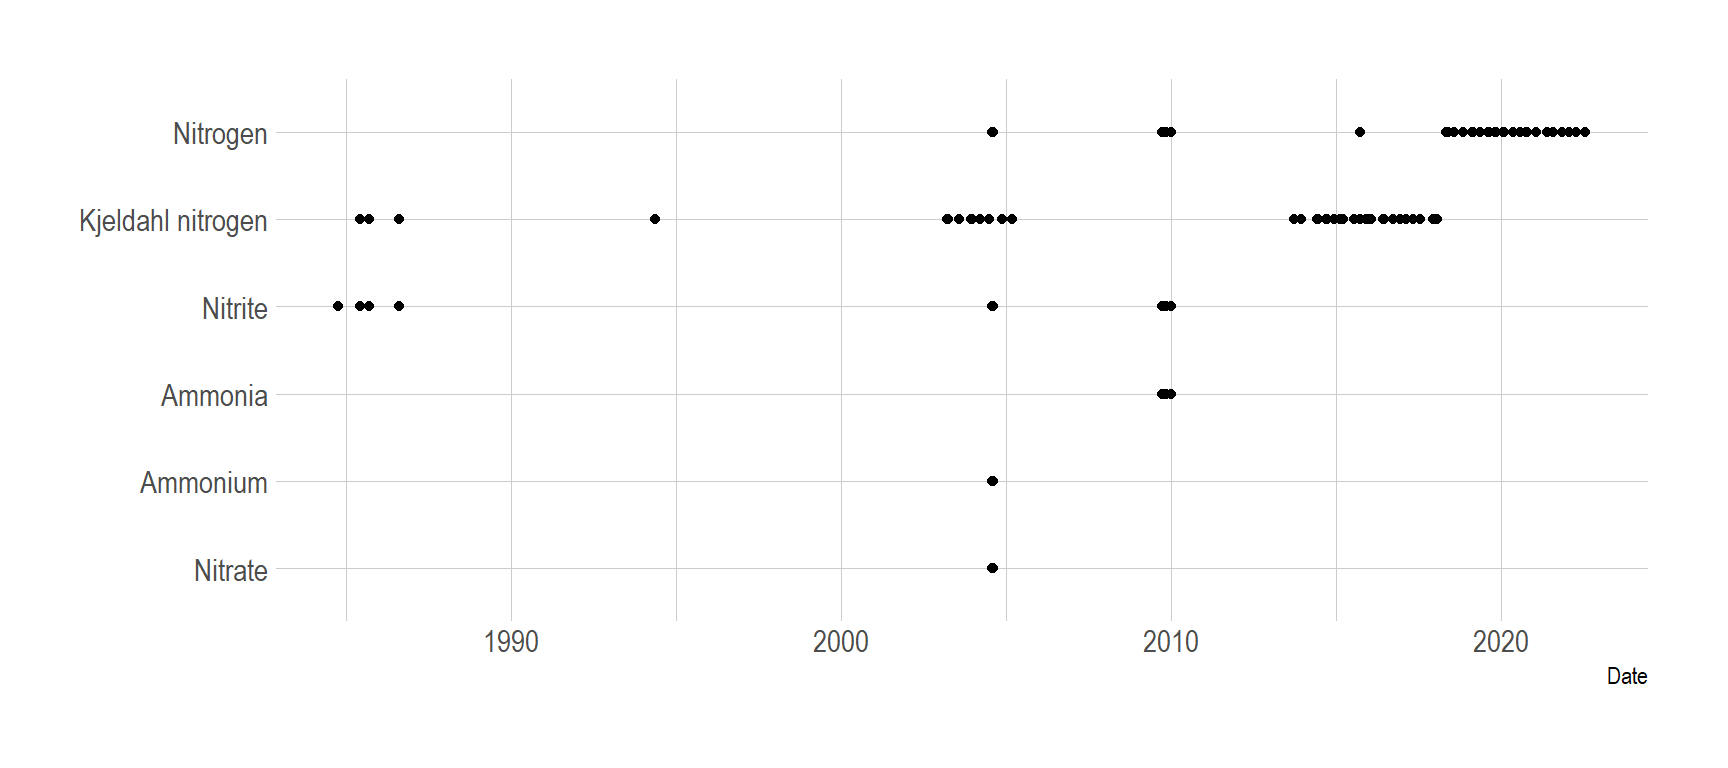 Nitrogen
Kjeldahl nitrogen
Nitrite
Ammonia
Ammonium
Nitrate
1990 2000 2010 2020
Date